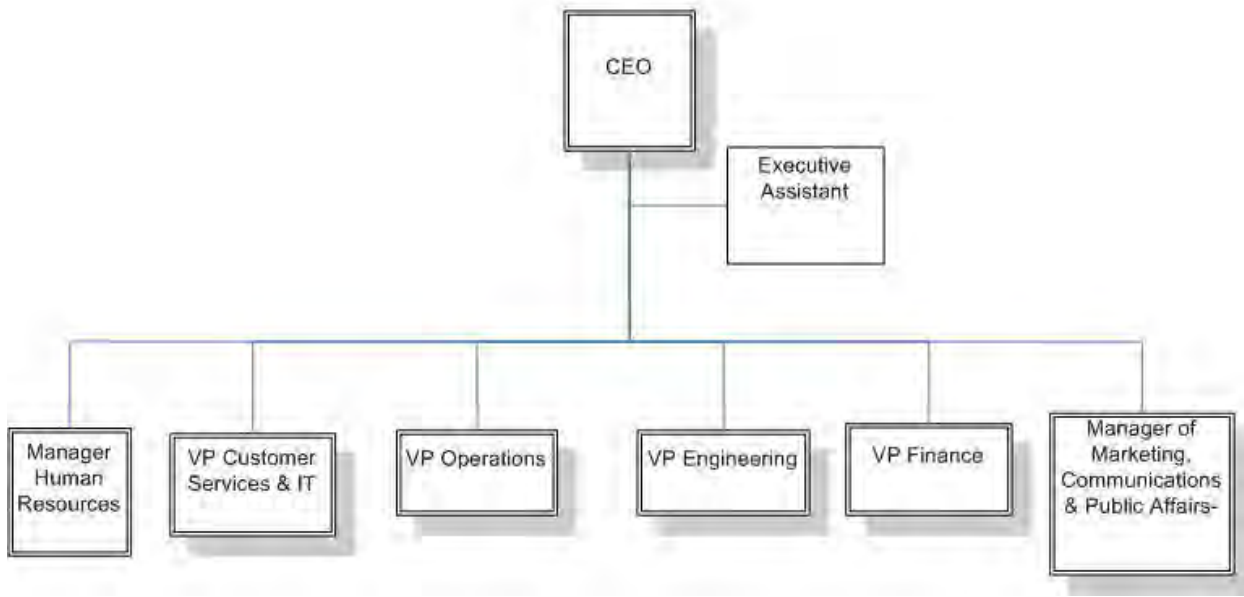 CEO
Executive
Assistant
Manager
Human
Resources
VP Customer
Services & IT
VP Operations
VP Engineering
VP Finance
Manager of
Marketing,
Communications
& Public Affairs-